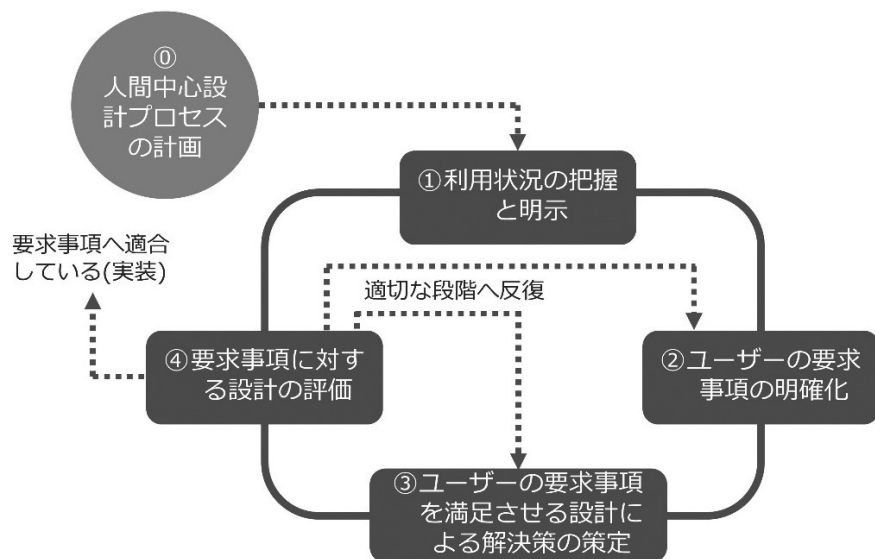 ⓪
人間中心設
計プロセス
の計画
①利用状況の把握
と明示
要求事項へ適合
している(実装)
適切な段階へ反復
④要求事項に対す
る設計の評価
②ユーザーの要求
事項の明確化
③ユーザーの要求事項
を満足させる設計によ
る解決策の策定